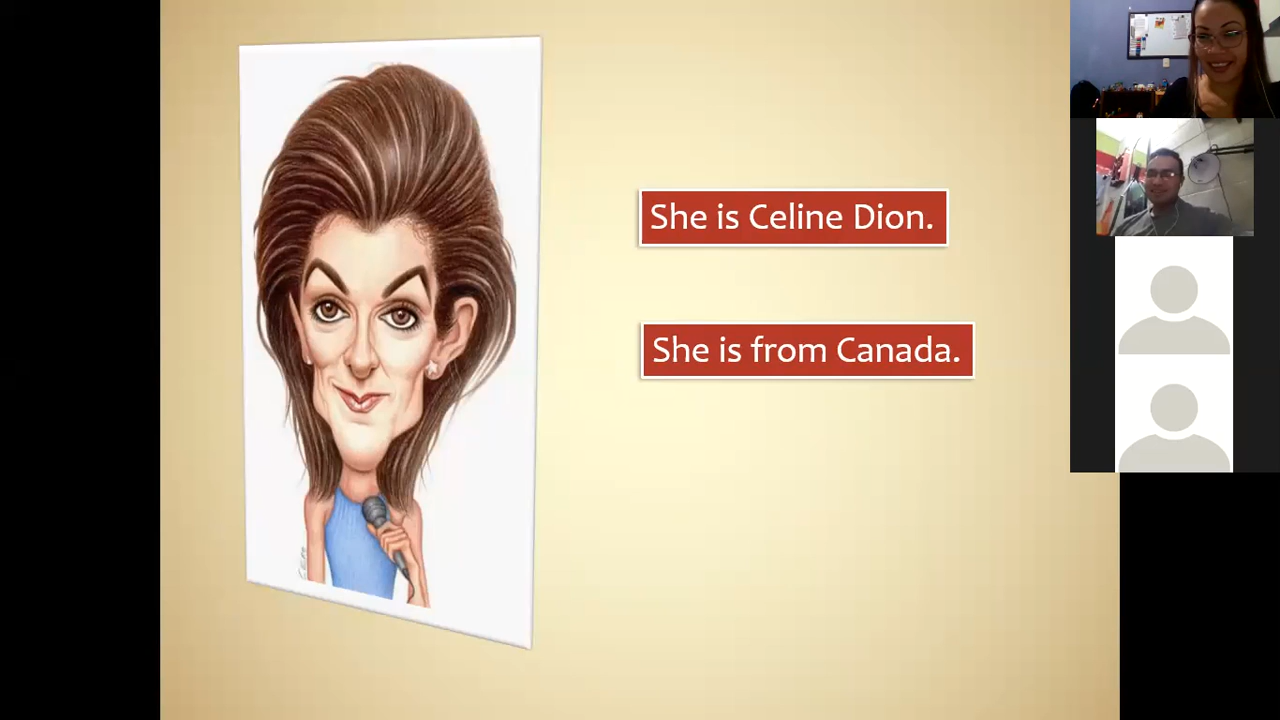 She is Celine Dion.
She is from Canada.